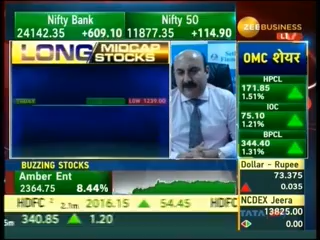 Nifty Bank
24142.35 +609.10
Nifty 50
11877.35 +114.90
ZEEBUSINESS
LONG MIDCAP STOCKS
LOW 1239.00
OMC शेयर
HPCL
171.85
1.51%
IOC
75.10
1.21%
BPCL
344.40
1.31%
BUZZING STOCKS
Amber Ent
2364.75 8.44%
Dollar - Rupee
73.375
0.035
NCDEX Jeera
13825.00
0.00
HDFC 2.1m 2016.15 54.45 HDFC
340.85 1.20